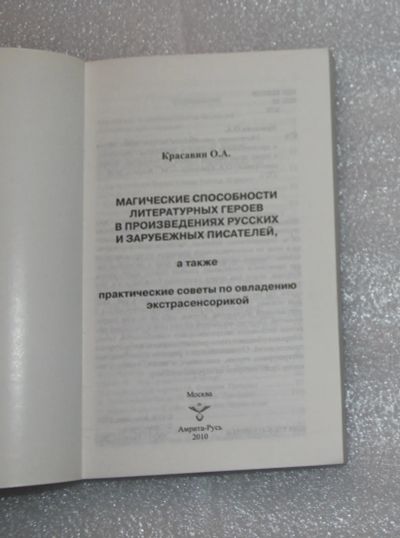 Красавин О.А.
МАГИЧЕСКИЕ СПОСОБНОСТИ
ЛИТЕРАТУРНЫХ ГЕРОЕВ
В ПРОИЗВЕДЕНИЯХ РУССКИХ
И ЗАРУБЕЖНЫХ ПИСАТЕЛЕЙ,
а также
практические советы по овладению
экстрасенсорикой
Москва
Амрита-Русь
2010